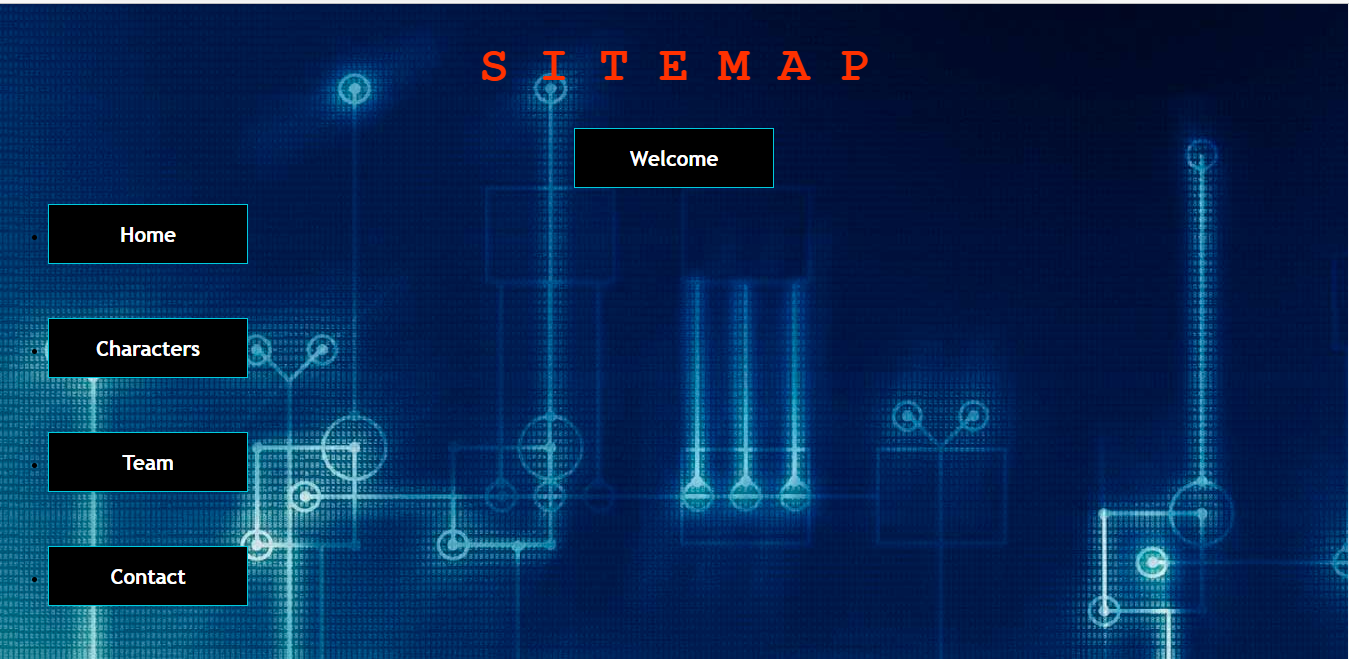 S I T E M A P
Welcome
Home
Characters
Team
Contact